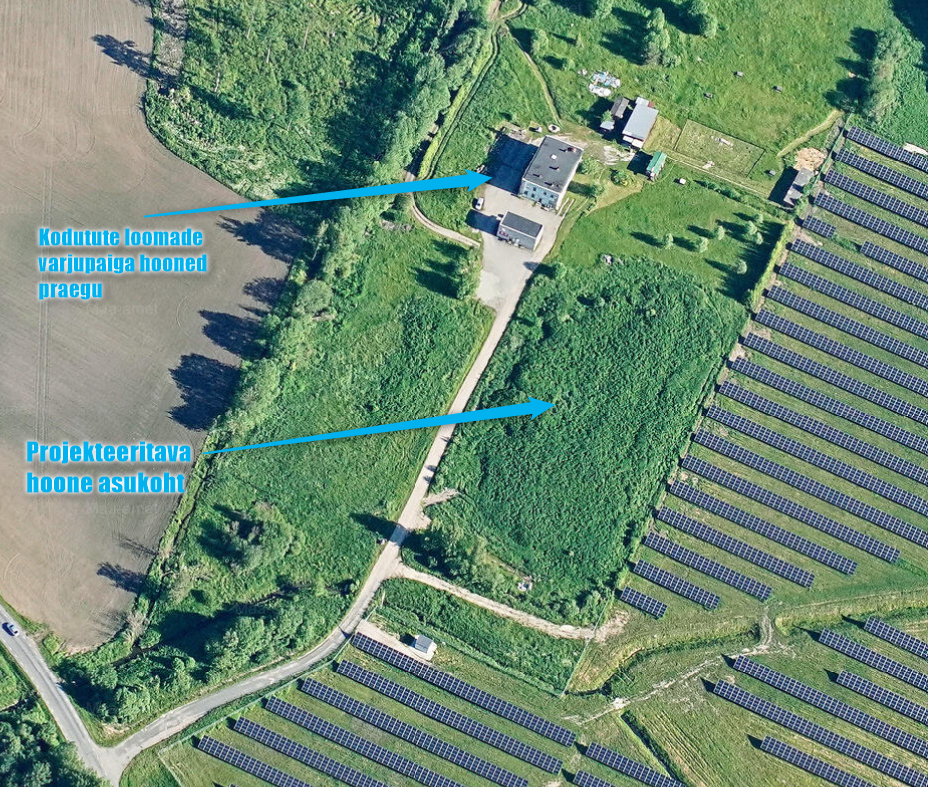 Kodutute loomade
varjupaiga hooned
praegu
Projekteeritava
hoone asukoht